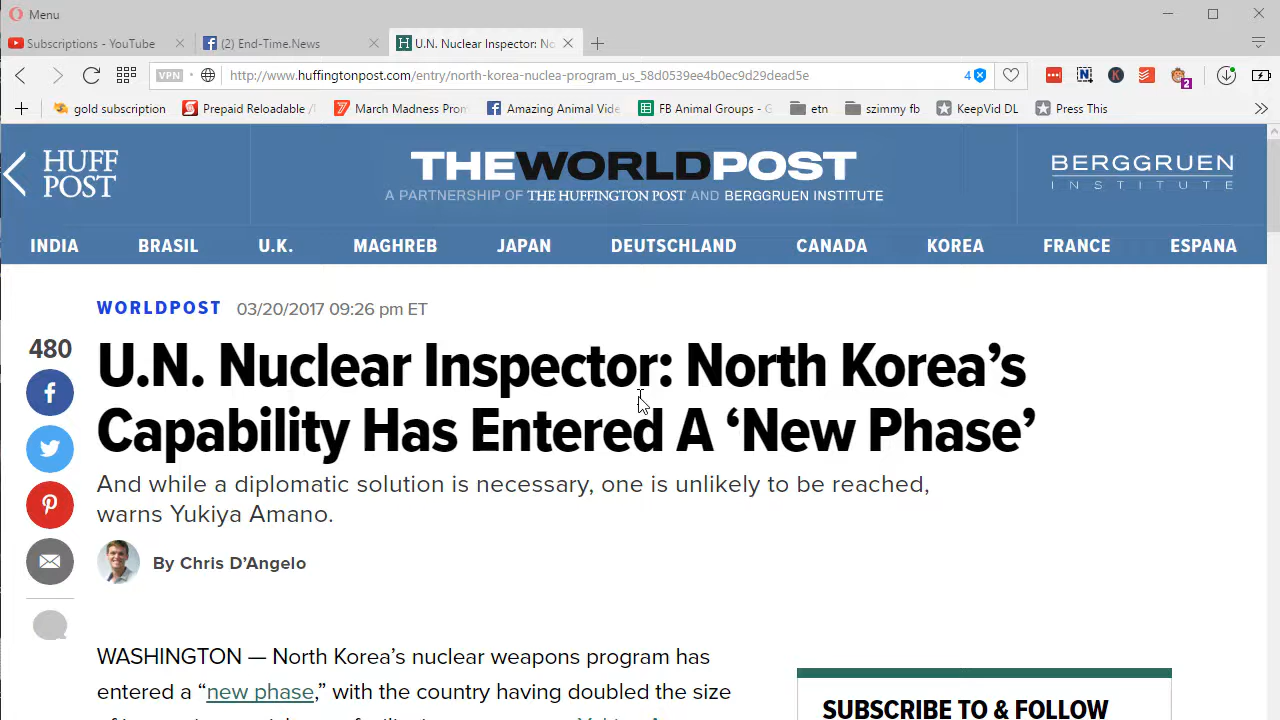 Menu
Subscriptions - YouTube
(2) End-Time.News
U.N. Nuclear Inspector: No
VPN
http://www.huffingtonpost.com/entry/north-korea-nuclea-program_us_58d0539ee4b0ec9d29dead5e
4
K
2
gold subscription
Prepaid Reloadable /
March Madness Prom
Amazing Animal Vide
FB Animal Groups - G
etn
szimmy fb
KeepVid DL
Press This
HUFF
POST
THEWORLDPOST
A PARTNERSHIP OF THE HUFFINGTON POST AND BERGGRUEN INSTITUTE
BERGGRUEN
INSTITUTE
INDIA BRASIL U.K. MAGHREB JAPAN DEUTSCHLAND CANADA KOREA FRANCE ESPANA
WORLDPOST 03/20/2017 09:26 pm ET
480
U.N. Nuclear Inspector: North Korea’s
Capability Has Entered A ‘New Phase’
And while a diplomatic solution is necessary, one is unlikely to be reached,
warns Yukiya Amano.
By Chris D’Angelo
WASHINGTON — North Korea’s nuclear weapons program has
entered a “new phase,” with the country having doubled the size
SUBSCRIBE TO & FOLLOW